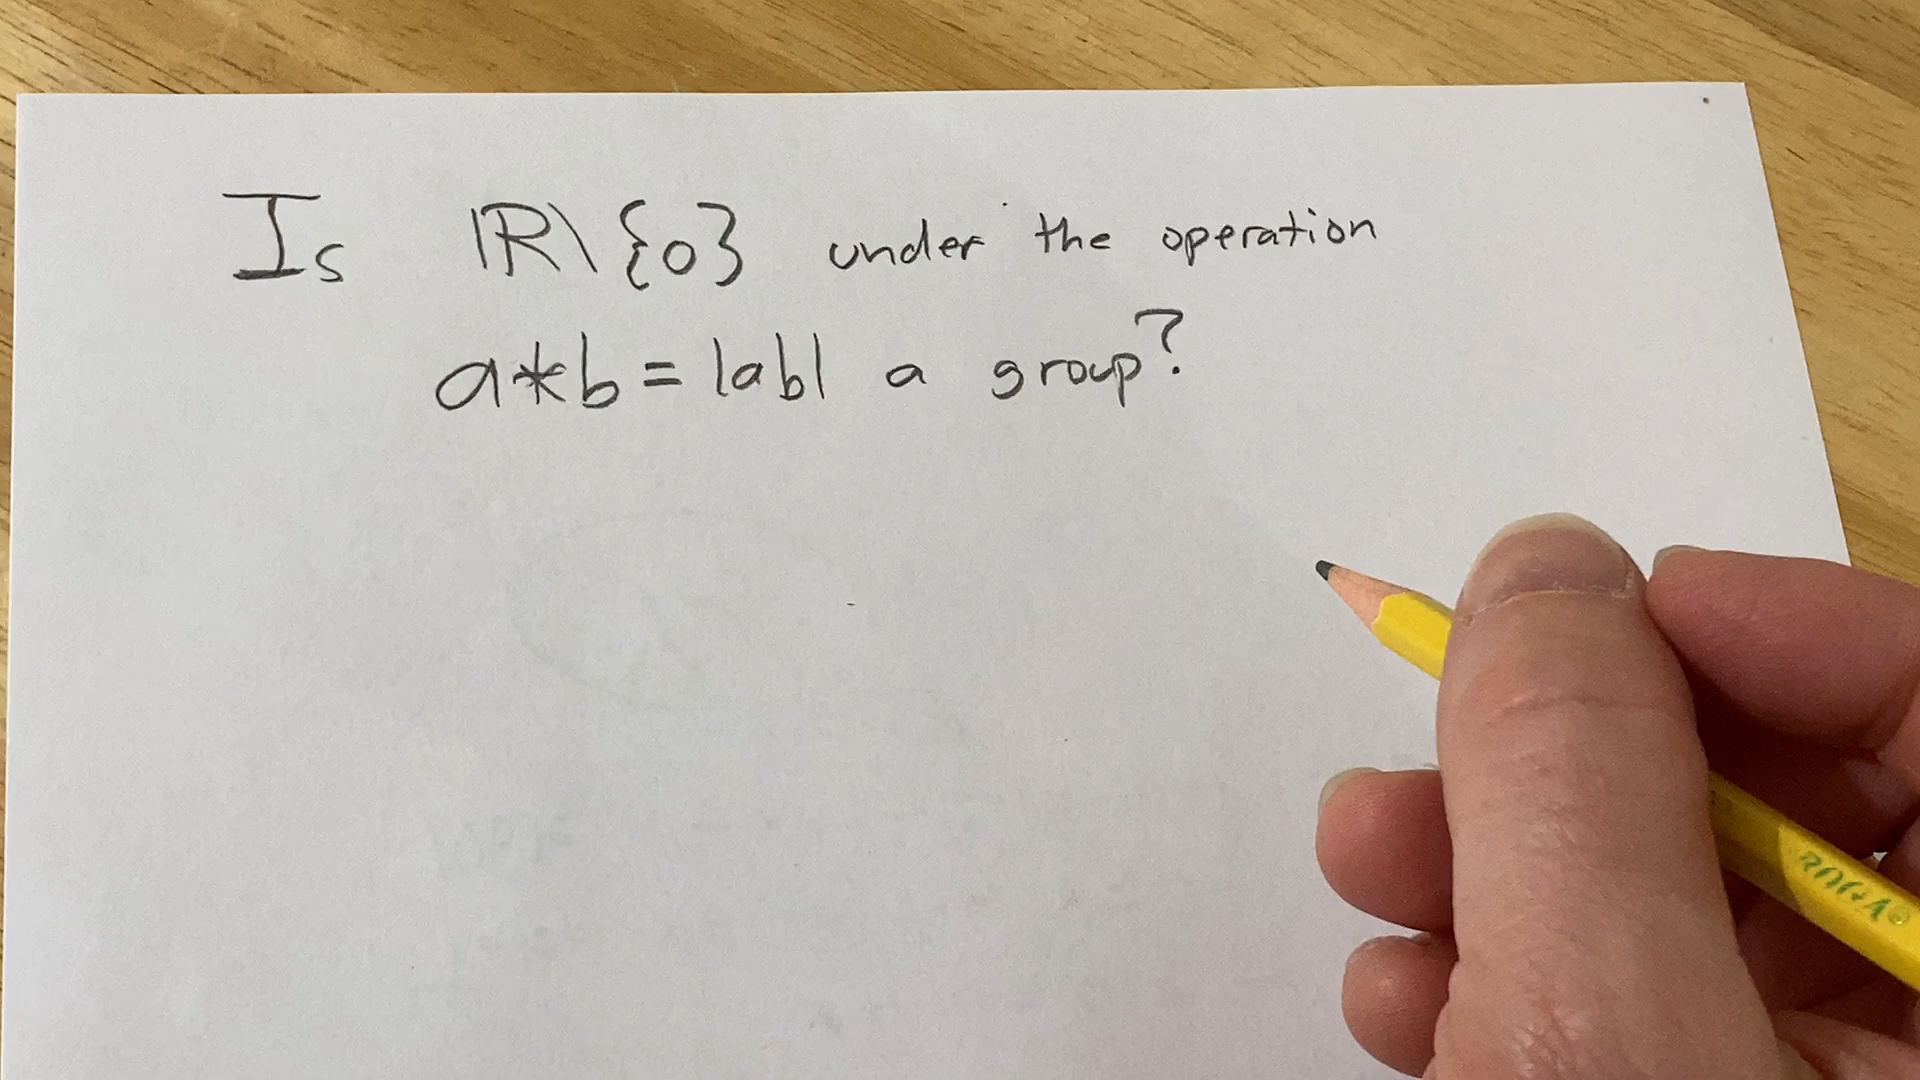 Is ℝ\{0} under the operation
a*b = |ab| a group?